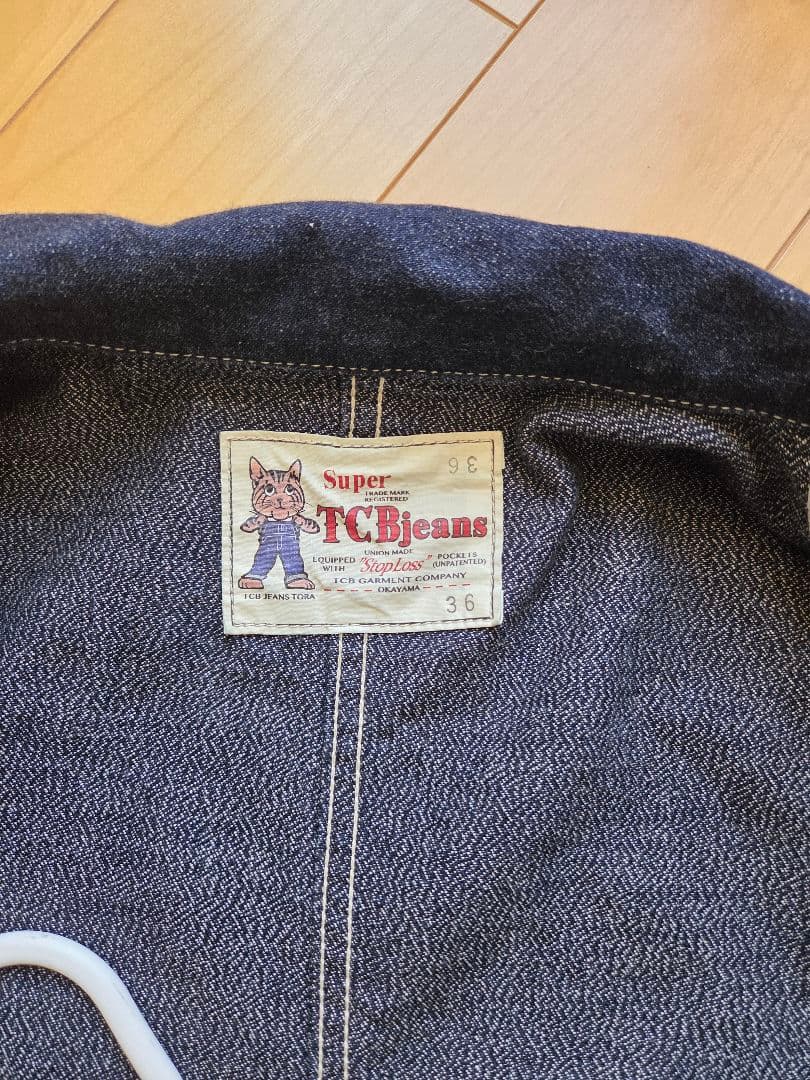 36
Super
TRADE MARK
REGISTERED
TCBjeans
UNION MADE
EQUIPPED WITH "StopLoss" POCKETS (UNPATENTED)
TCB GARMENT COMPANY
OKAYAMA
TCB JEANS TORA
36